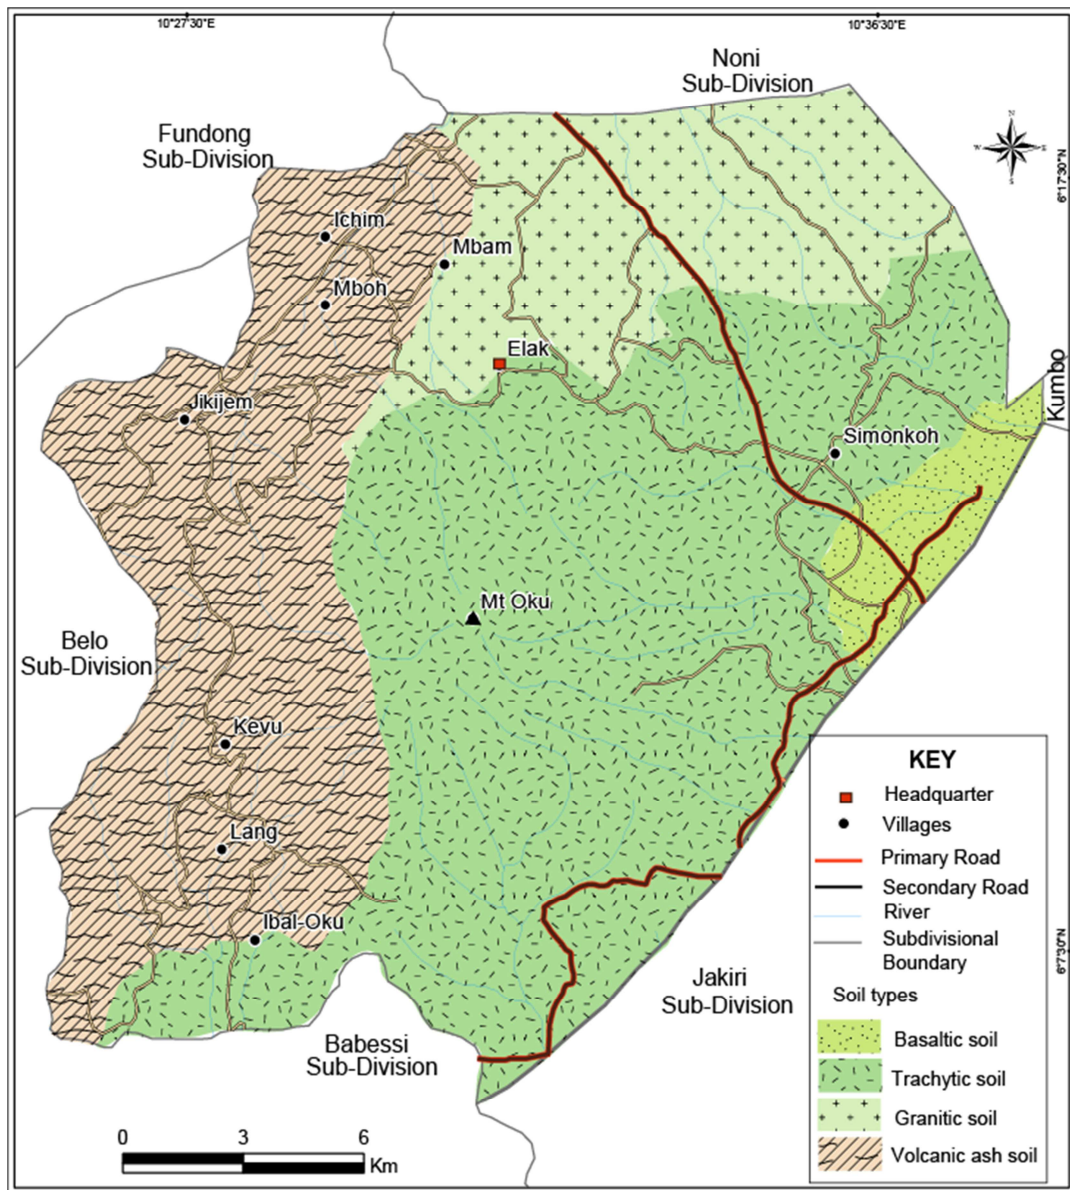 10°27'30"E
10°36'30"E
Noni
Sub-Division
Fundong
Sub-Division
N
W
E
S
6°17'30"N
Ichim
Mbam
Mboh
Elak
Kumbo
Jikijem
Simonkoh
Mt Oku
Belo
Sub-Division
Kevu
Lang
Ibal-Oku
6°7'30"N
Jakiri
Sub-Division
Babessi
Sub-Division
0 3 6
Km
KEY
Headquarter
Villages
Primary Road
Secondary Road
River
Subdivisional
Boundary
Soil types
Basaltic soil
Trachytic soil
Granitic soil
Volcanic ash soil